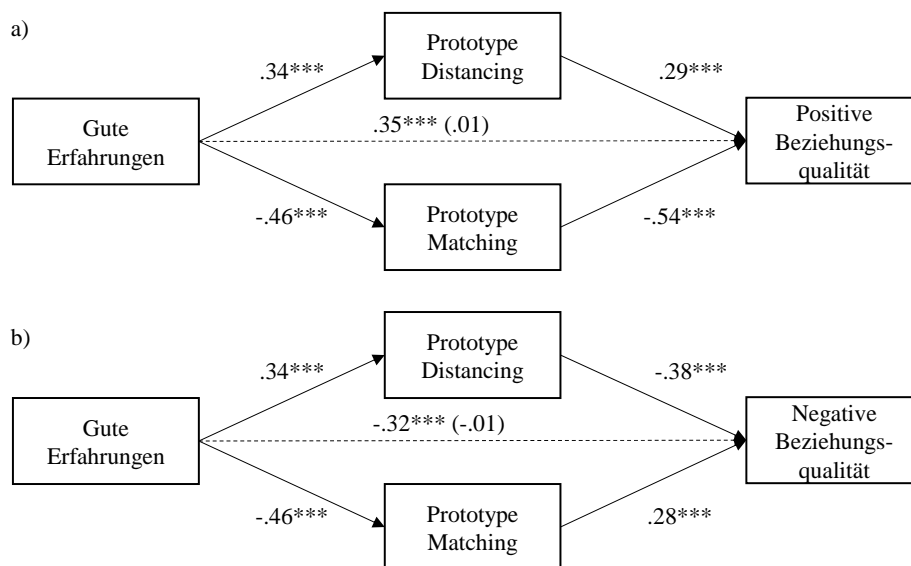 a)
Prototype
Distancing
.34***
.29***
Gute
Erfahrungen
.35*** (.01)
Positive
Beziehungs-
qualität
-.46***
-.54***
Prototype
Matching
b)
Prototype
Distancing
.34***
-.38***
Gute
Erfahrungen
-.32*** (-.01)
Negative
Beziehungs-
qualität
-.46***
.28***
Prototype
Matching